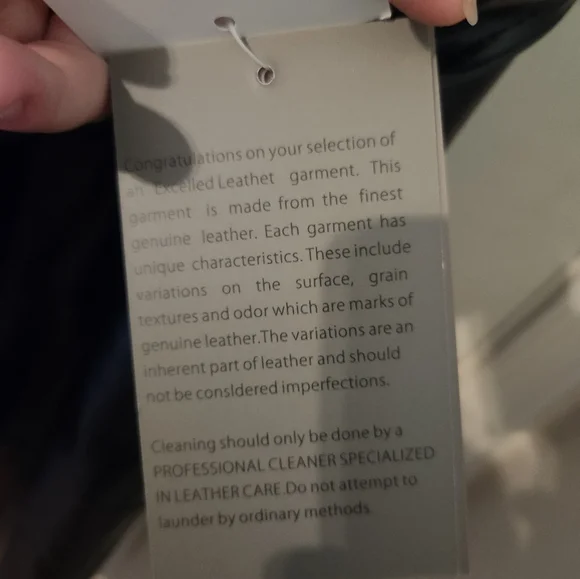 Congratulations on your selection of
an Excelled Leathet garment. This
garment is made from the finest
genuine leather. Each garment has
unique characteristics. These include
variations on the surface, grain
textures and odor which are marks of
genuine leather.The variations are an
inherent part of leather and should
not be consldered imperfections.
Cleaning should only be done by a
PROFESSIONAL CLEANER SPECIALIZED
IN LEATHER CARE.Do not attempt to
launder by ordinary methods